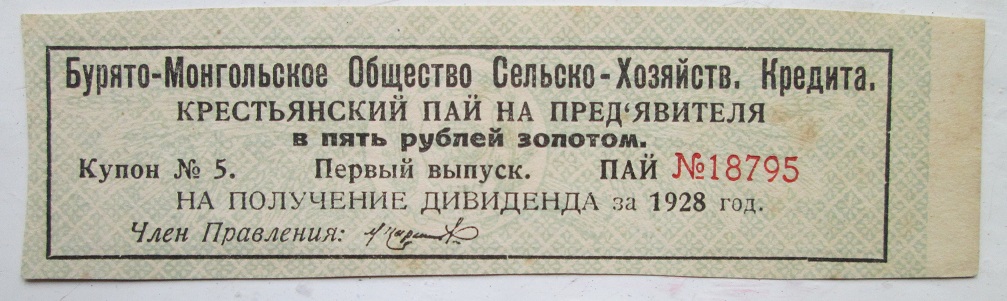 Бурято-Монгольское Общество Сельско-Хозяйств. Кредита.
КРЕСТЬЯНСКИЙ ПАЙ НА ПРЕД‘ЯВИТЕЛЯ
в пять рублей золотом.
Купон № 5. Первый выпуск. ПАЙ №18795
НА ПОЛУЧЕНИЕ ДИВИДЕНДА за 1928 год.
Член Правления: